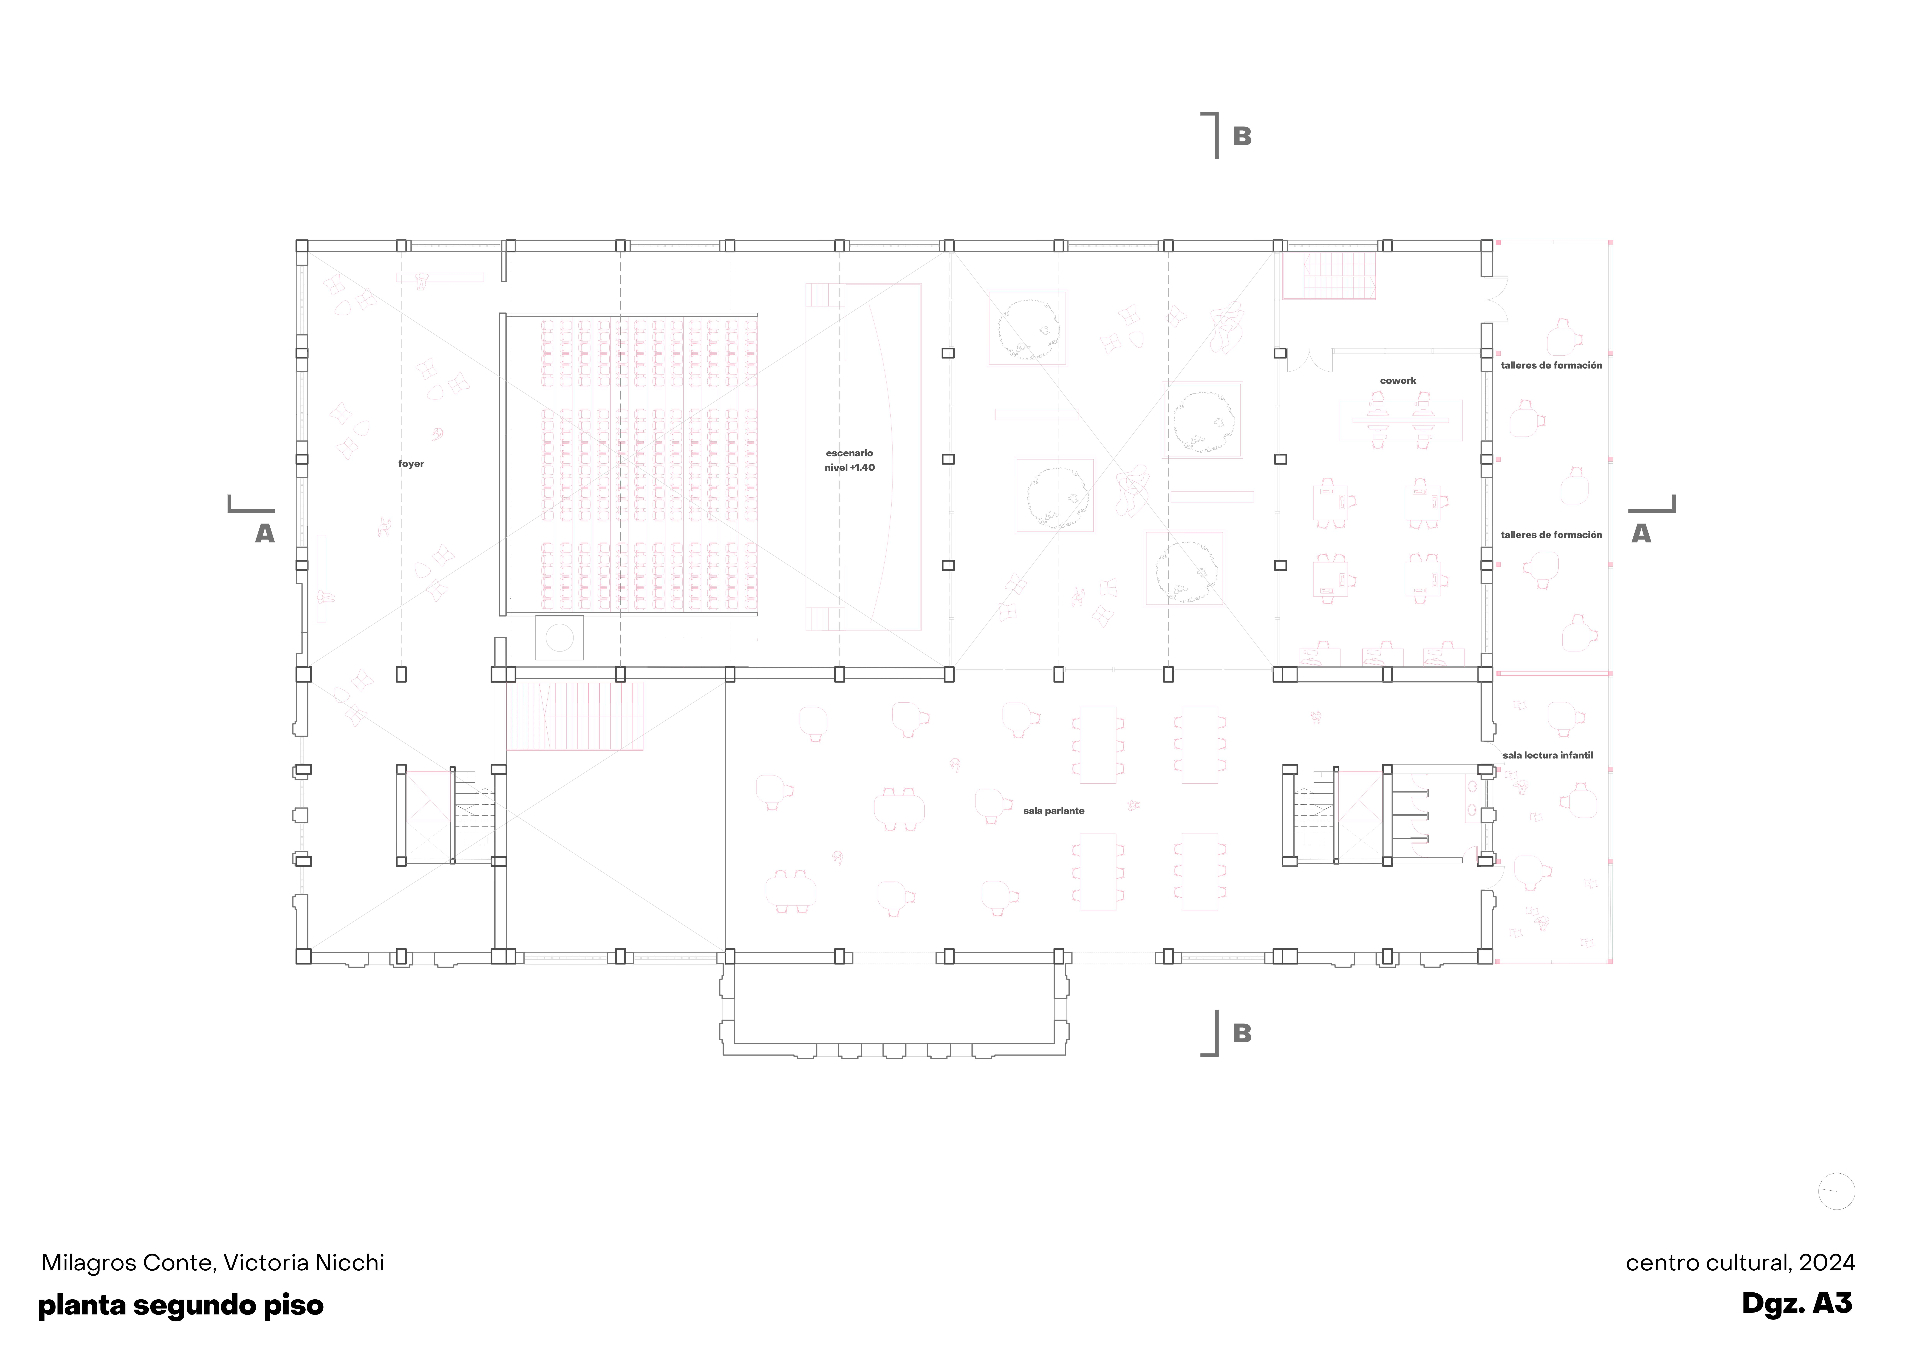 B
talleres de formación
cowork
escenario
nivel +1.40
foyer
A
A
talleres de formación
sala lectura infantil
sala parlante
B
Milagros Conte, Victoria Nicchi
planta segundo piso
centro cultural, 2024
Dgz. A3